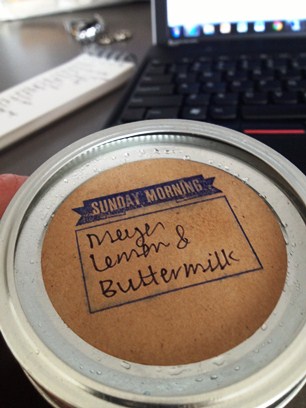 SUNDAY MORNING
Meyer
Lemon &
Buttermilk